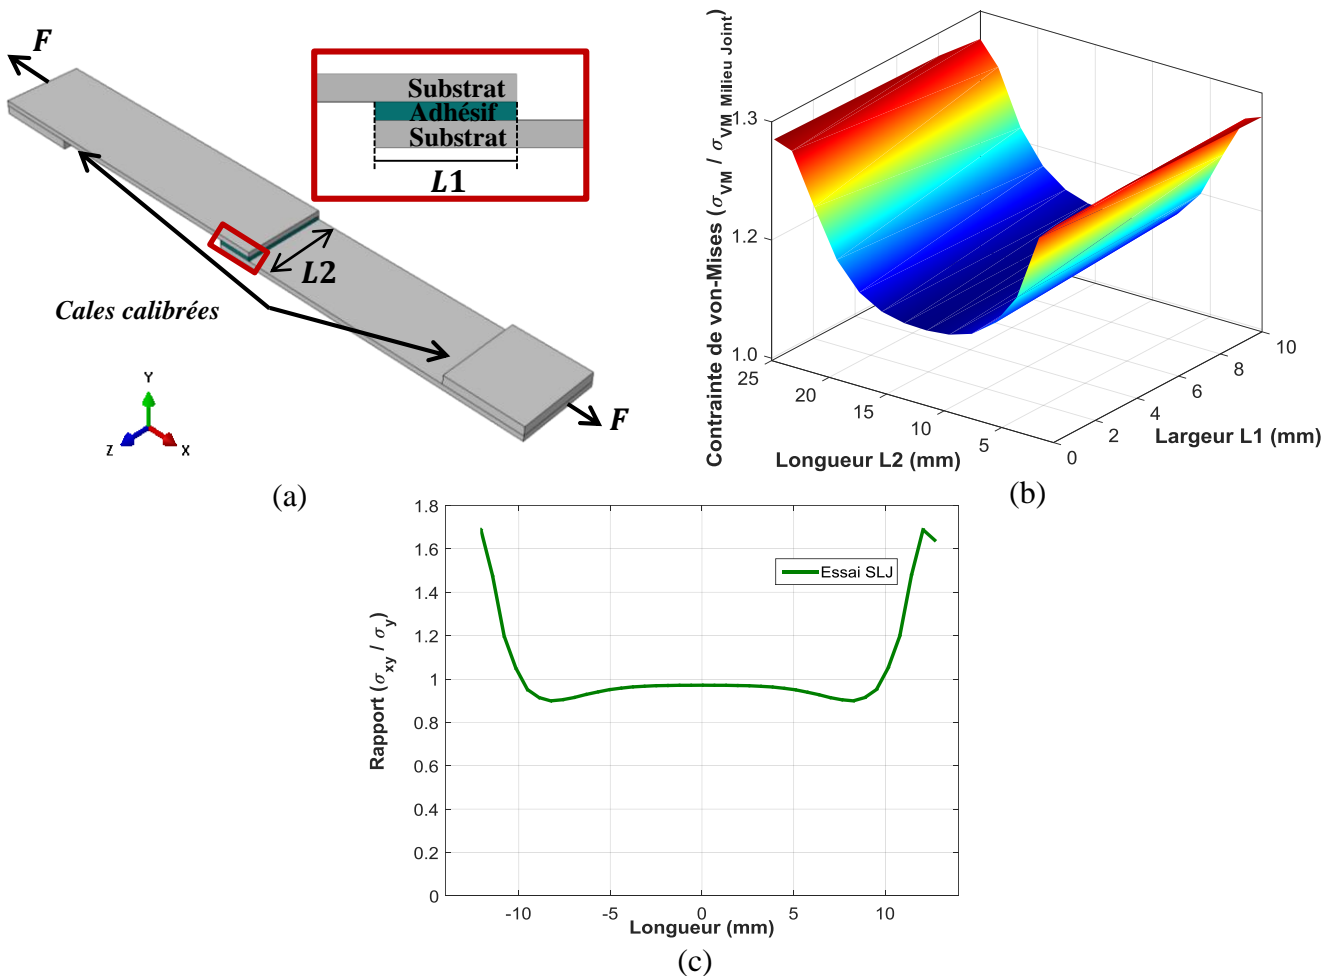 F
Substrat
Adhésif
Substrat
L1
L2
Cales calibrées
F
Y
Z
X
(a)
Contrainte de von-Mises (σVM / σVM Milieu Joint)
1.3
1.2
1.0
25
20
15
10
5
0
2
4
6
8
10
Longueur L2 (mm)
Largeur L1 (mm)
(b)
Rapport (σxy / σy)
1.8
1.6
1.4
1.2
1
0.8
0.6
0.4
0.2
0
Essai SLJ
-10
-5
0
5
10
Longueur (mm)
(c)